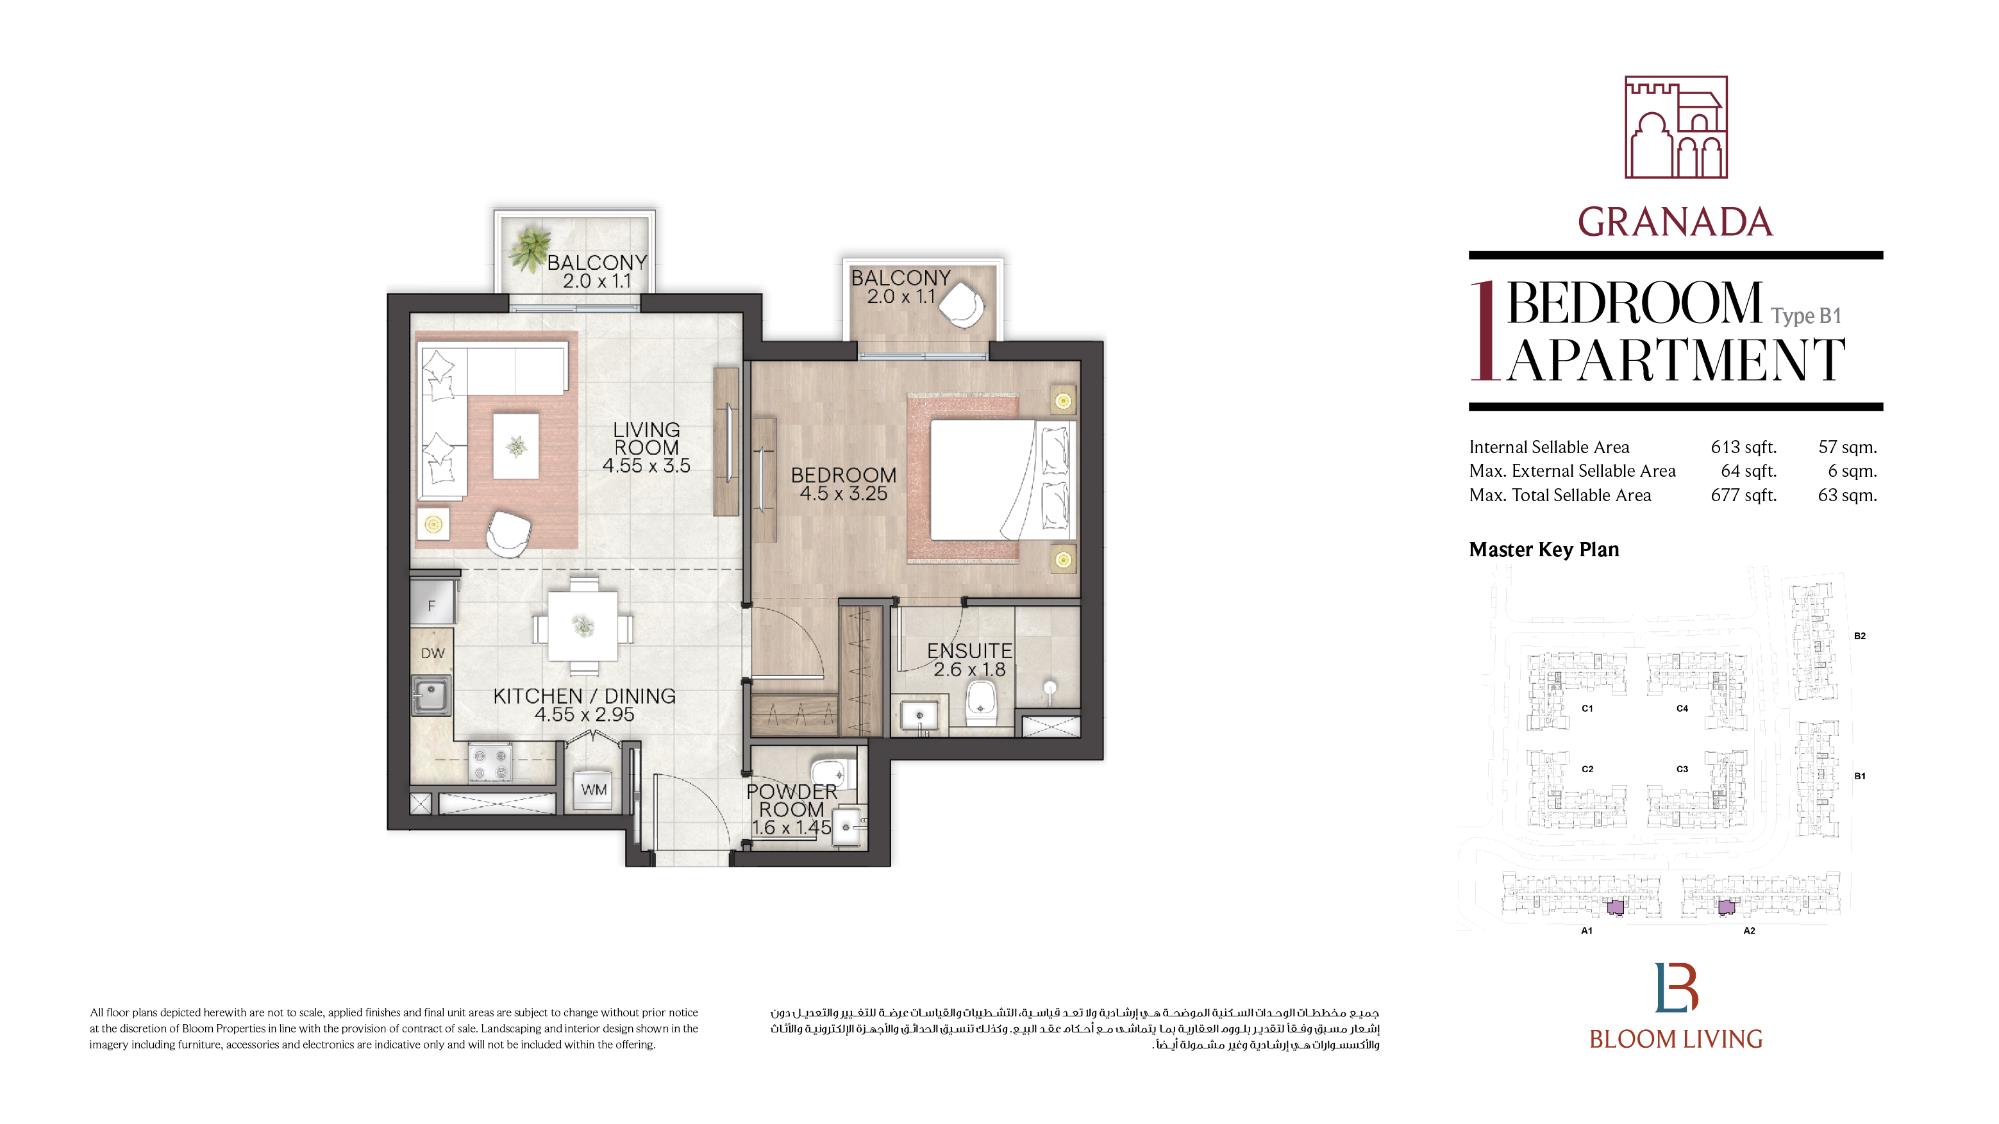 BALCONY
2.0 x 1.1
BALCONY
2.0 x 1.1
LIVING
ROOM
4.55 x 3.5
BEDROOM
4.5 x 3.25
F
DW
ENSUITE
2.6 x 1.8
KITCHEN / DINING
4.55 x 2.95
WM
POWDER
ROOM
1.6 x 1.45
GRANADA
1 BEDROOM Type B1
APARTMENT
Internal Sellable Area 613 sqft. 57 sqm.
Max. External Sellable Area 64 sqft. 6 sqm.
Max. Total Sellable Area 677 sqft. 63 sqm.
Master Key Plan
B2
C1 C4
C2 C3
B1
A1 A2
LB
BLOOM LIVING
All floor plans depicted herewith are not to scale, applied finishes and final unit areas are subject to change without prior notice
at the discretion of Bloom Properties in line with the provision of contract of sale. Landscaping and interior design shown in the
imagery including furniture, accessories and electronics are indicative only and will not be included within the offering.
جميع مخططات الوحدات السكنية الموضحة هي إرشادية ولا تعد قياسية، التشطيبات والقياسات عرضة للتغيير والتعديل دون
إشعار مسبق وفقاً لتقدير بلووم العقارية بما يتماشى مع أحكام عقد البيع. وكذلك تنسيق الحدائق والأجهزة الإلكترونية والأثاث
والأكسسوارات هي إرشادية وغير مشمولة أيضاً.